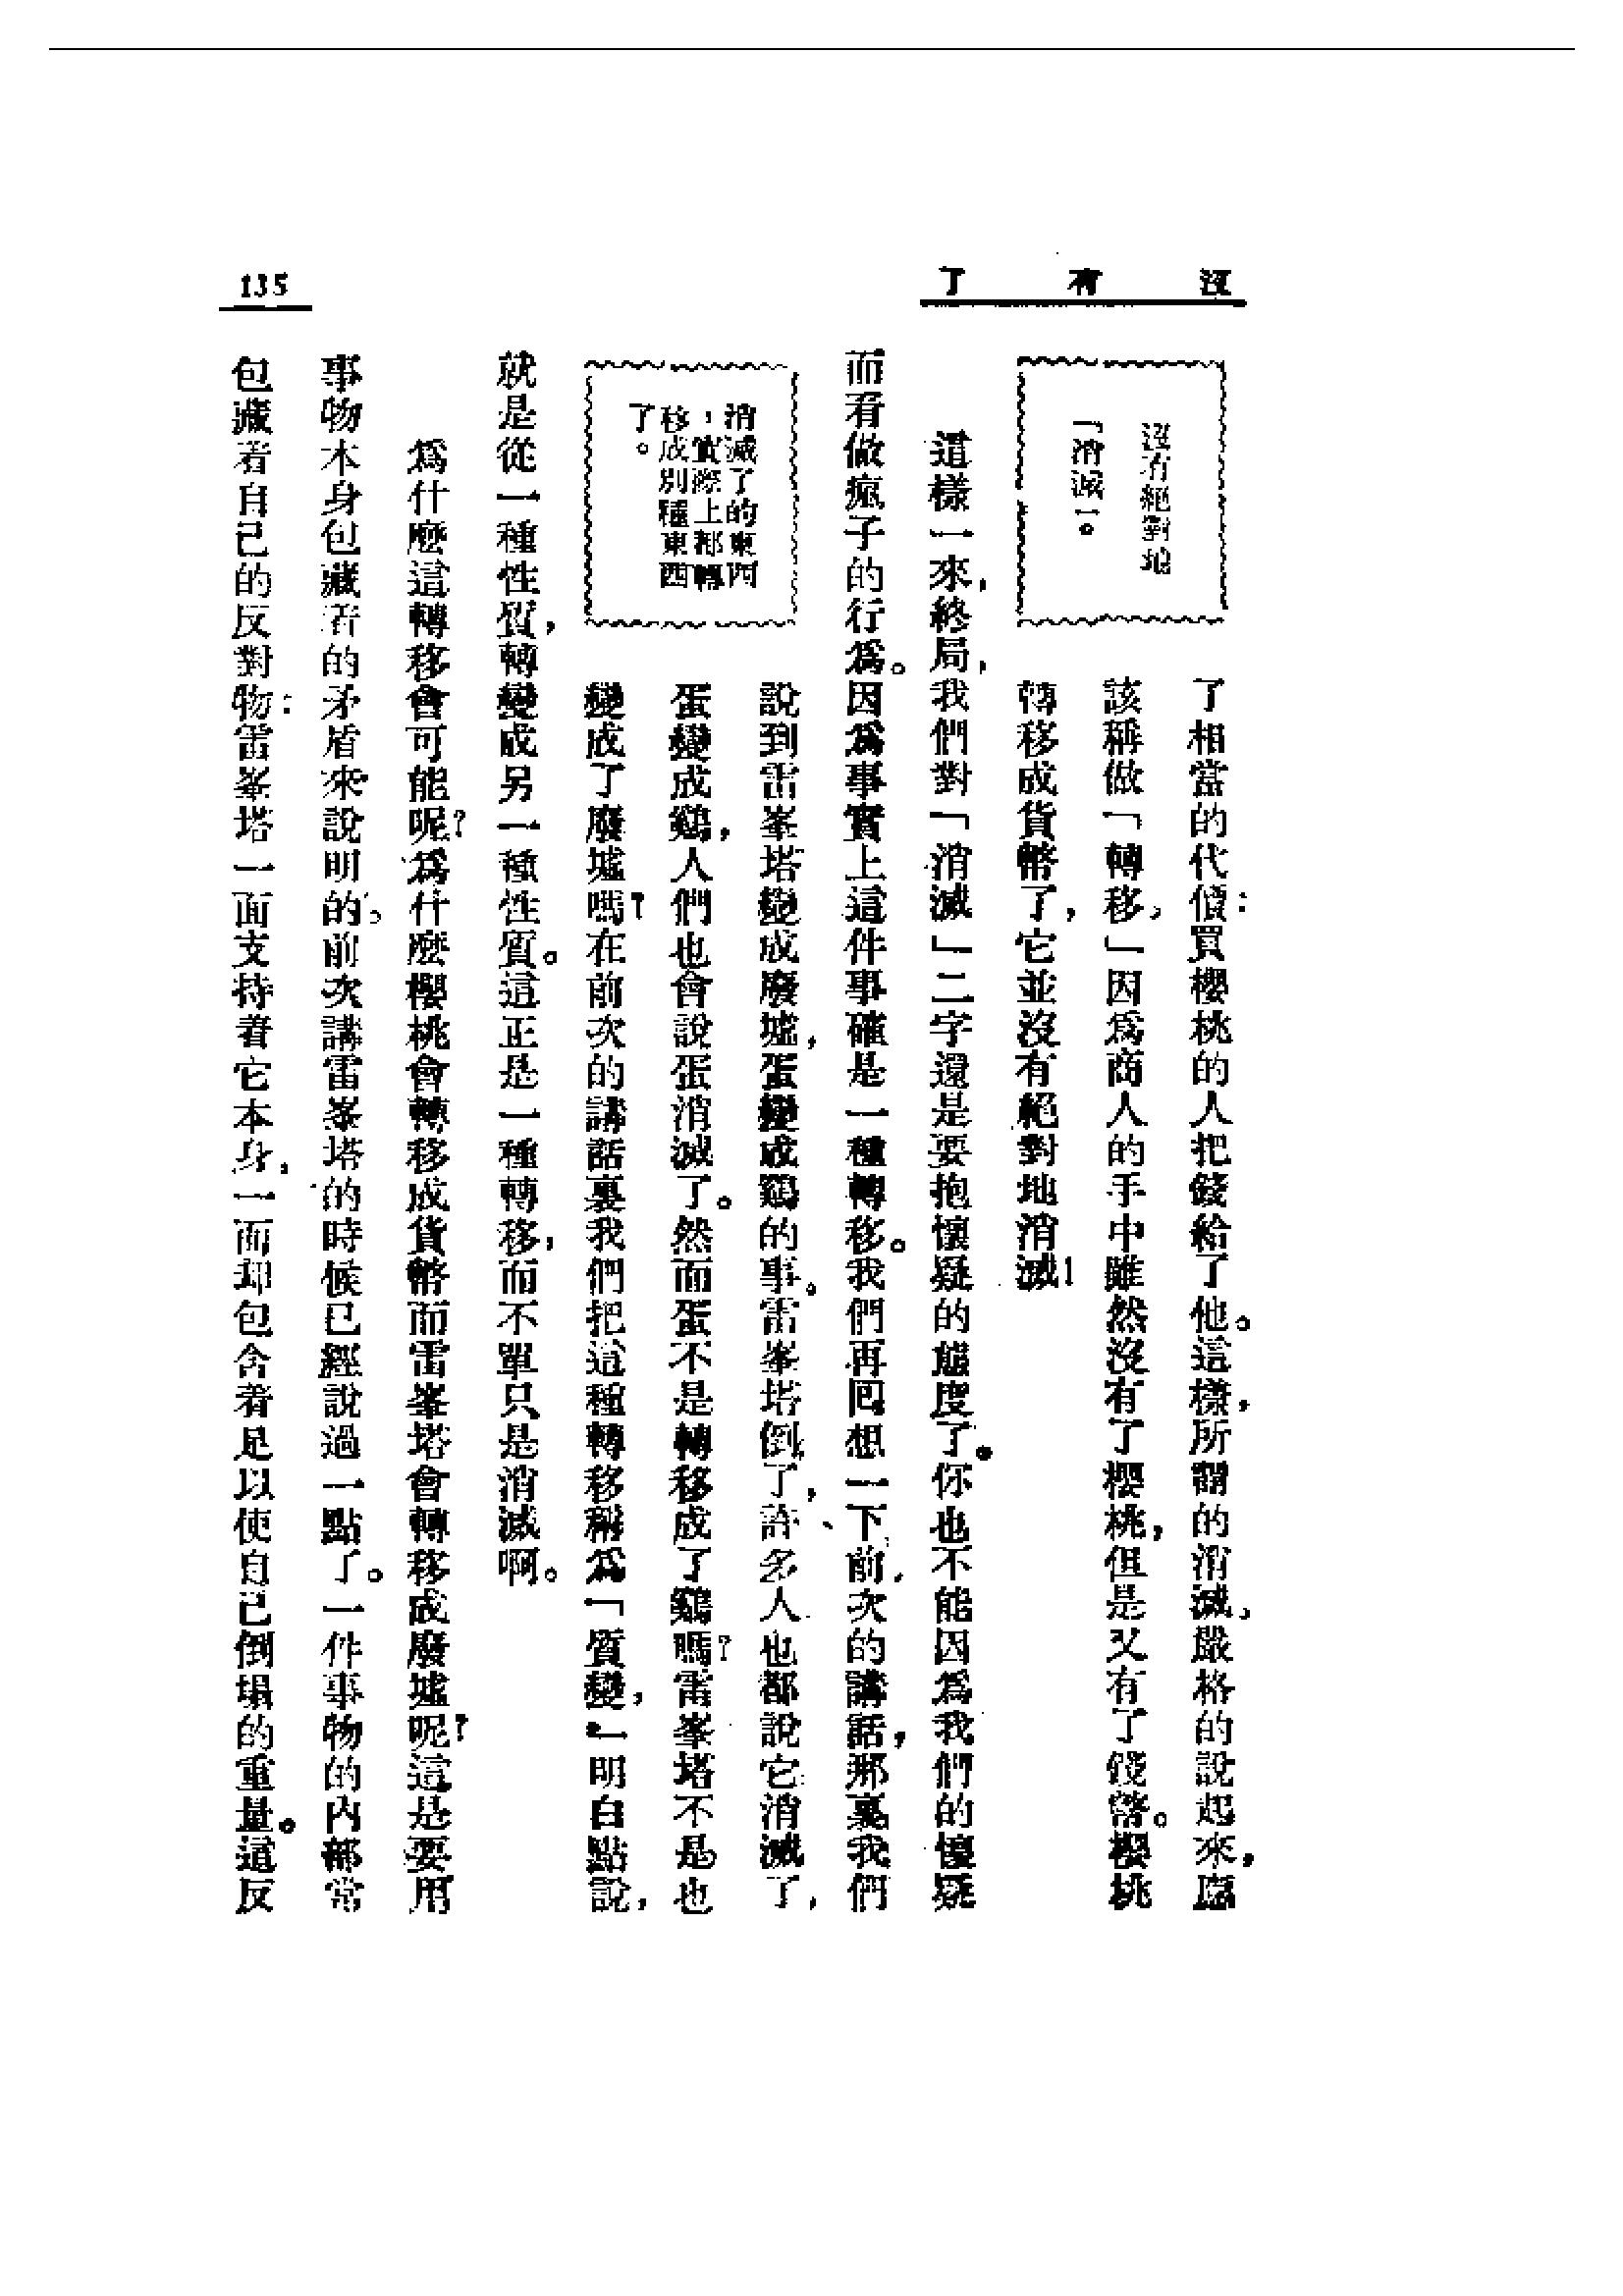 沒有了
135
沒有絕對地
「消滅」。
了相當的代價：買櫻桃的人把錢給了他。這樣，所謂的消滅，嚴格的說起來，應
該稱做「轉移，」因爲商人的手中雖然沒有了櫻桃，但是又有了錢幣。櫻桃
轉移成貨幣了，它並沒有絕對地消滅！
這樣一來，終局，我們對「消滅」二字還是要抱懷疑的態度了。你也不能因爲我們的懷疑
而看做瘋子的行爲。因爲事實上這件事確是一種轉移。我們再回想一下，前次的講話，那裏我們
說到雷峯塔變成廢墟，蛋變成鷄的事。雷峯塔倒了，許多人也都說它消滅了，
蛋變成鷄，人們也會說蛋消滅了。然而蛋不是轉移成了鷄嗎？雷峯塔不是也
變成了廢墟嗎？在前次的講話裏我們把這種轉移稱爲「質變，」明白點說，
消滅了的東西
，實際上都轉
移成別種東西
了。
就是從一種性質，轉變成另一種性質。這正是一種轉移，而不單只是消滅啊。
爲什麼這轉移會可能呢？爲什麼櫻桃會轉移成貨幣而雷峯塔會轉移成廢墟呢？這是要用
事物本身包藏着的矛盾來說明的。前次講雷峯塔的時候已經說過一點了。一件事物的內部常
包藏着自己的反對物：雷峯塔一面支持着它本身，一面却包含着足以使自己倒塌的重量。這反